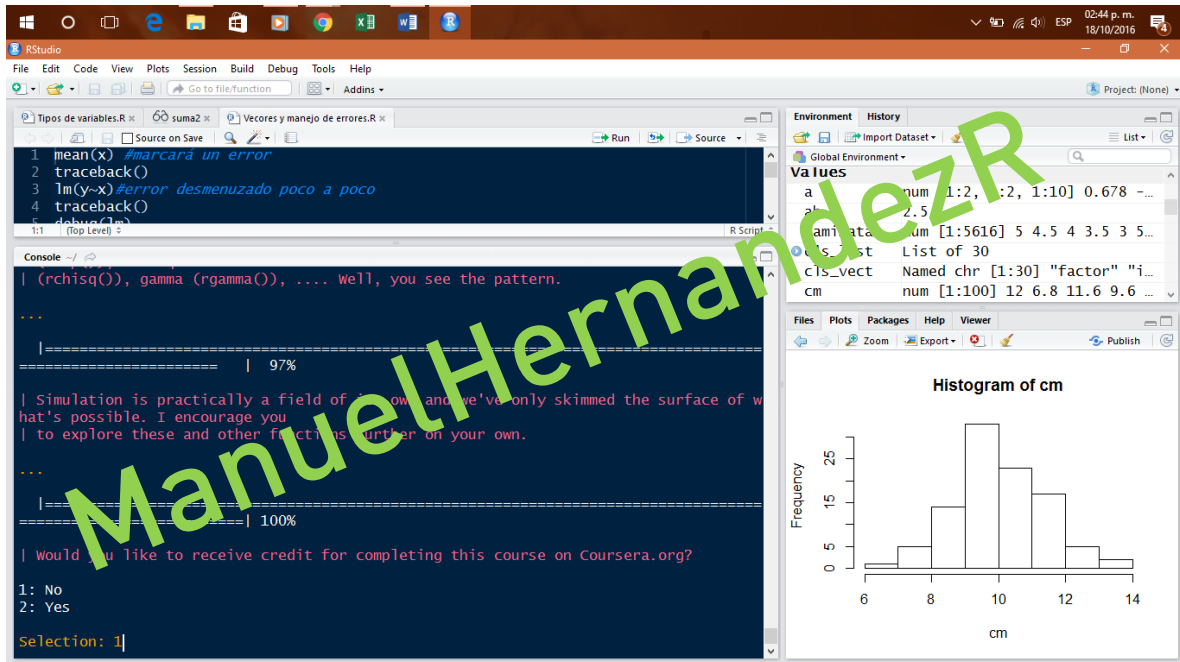 02:44 p. m.
ESP
18/10/2016
4
RStudio
File Edit Code View Plots Session Build Debug Tools Help
Go to file/function
Addins
Project: (None)
Tipos de variables.R
suma2
Vecores y manejo de errores.R
Source on Save
Run
Source
1 mean(x) #marcará un error
2 traceback()
3 lm(y~x)#error desmenuzado poco a poco
4 traceback()
5 debug(lm)
1:1 (Top Level)
R Script
Console ~/
| (rchisq()), gamma (rgamma()), .... Well, you see the pattern.
...
|=====================================================================================
======================= | 97%
| Simulation is practically a field of its own and we've only skimmed the surface of w
hat's possible. I encourage you
| to explore these and other functions further on your own.
...
|=====================================================================================
==========================| 100%
| Would you like to receive credit for completing this course on Coursera.org?
1: No
2: Yes
Selection: 1
Environment History
Import Dataset
List
Global Environment
Values
a num [1:2, 1:2, 1:10] 0.678 -...
2.5
num [1:5616] 5 4.5 4 3.5 3 5...
cls_list List of 30
cls_vect Named chr [1:30] "factor" "i...
cm num [1:100] 12 6.8 11.6 9.6 ...
Files Plots Packages Help Viewer
Zoom Export Publish
Histogram of cm
Frequency
25
15
5
0
6 8 10 12 14
cm
ManuelHernandezR